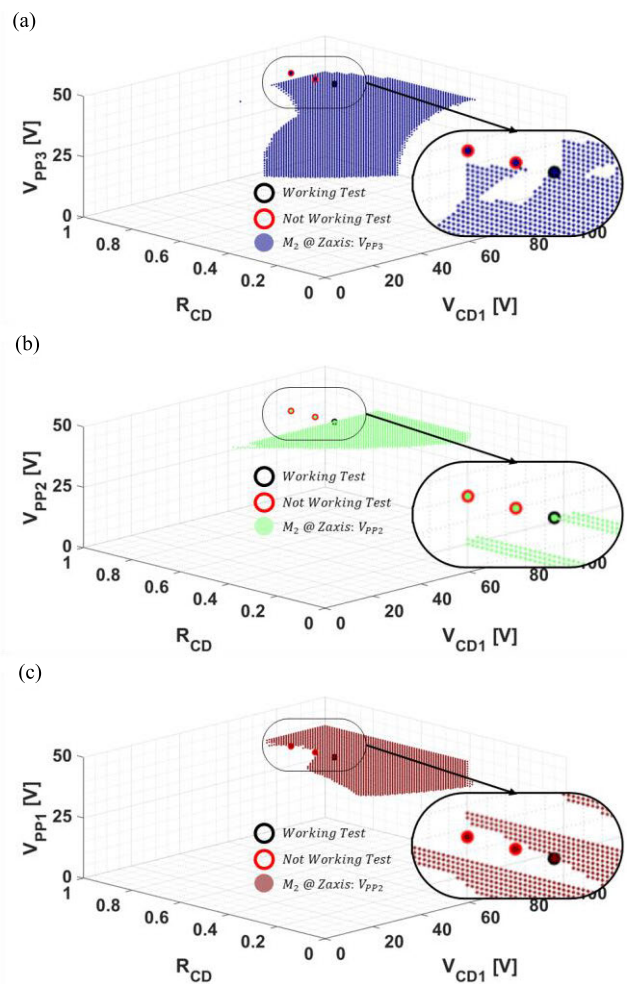 (a)
50
25
0
V_PP3 [V]
1
0.8
0.6
0.4
0.2
0
R_CD
0
20
40
60
80
100
V_CD1 [V]
Working Test
Not Working Test
M_2 @ Zaxis: V_PP3
(b)
50
25
0
V_PP2 [V]
1
0.8
0.6
0.4
0.2
0
R_CD
0
20
40
60
80
100
V_CD1 [V]
Working Test
Not Working Test
M_2 @ Zaxis: V_PP2
(c)
50
25
0
V_PP1 [V]
1
0.8
0.6
0.4
0.2
0
R_CD
0
20
40
60
80
100
V_CD1 [V]
Working Test
Not Working Test
M_2 @ Zaxis: V_PP2